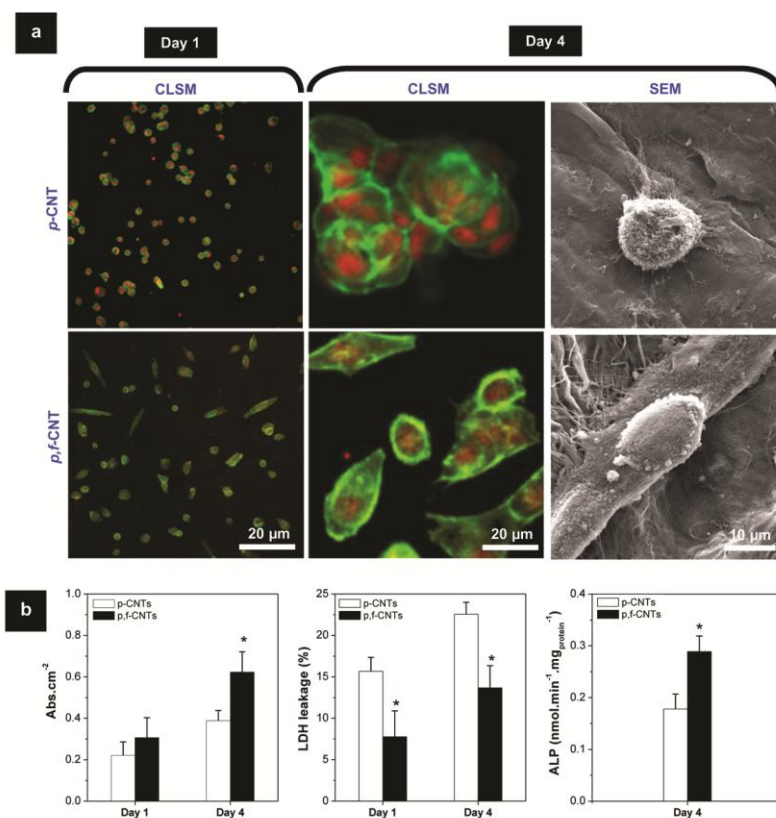 a
Day 1
Day 4
CLSM
CLSM
SEM
p-CNT
p,f-CNT
20 µm
20 µm
10 µm
b
Abs.cm-2
1.0
0.8
0.6
0.4
0.2
0.0
p-CNTs
p,f-CNTs
*
Day 1
Day 4
LDH leakage (%)
25
20
15
10
5
0
p-CNTs
p,f-CNTs
*
*
Day 1
Day 4
ALP (nmol.min-1.mgprotein-1)
0.4
0.3
0.2
0.1
0.0
p-CNTs
p,f-CNTs
*
Day 4